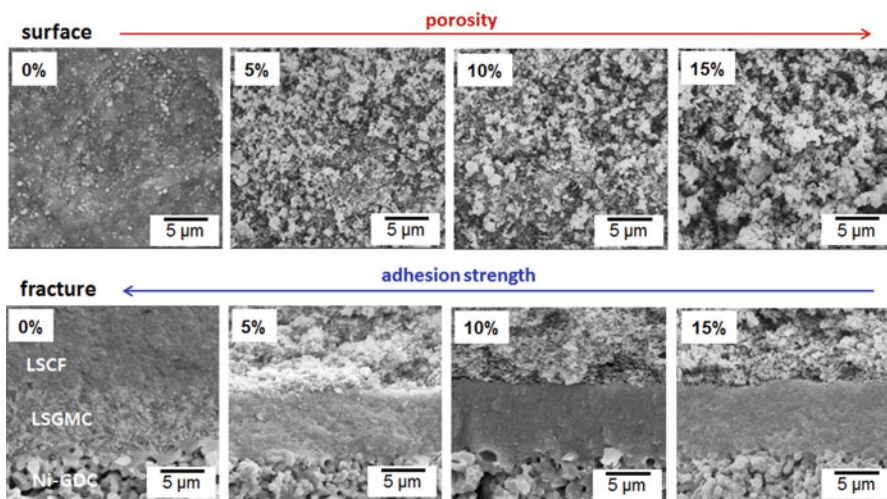 porosity
surface
0%
5%
10%
15%
5 µm
5 µm
5 µm
5 µm
adhesion strength
fracture
0%
5%
10%
15%
LSCF
LSGMC
Ni-GDC
5 µm
5 µm
5 µm
5 µm